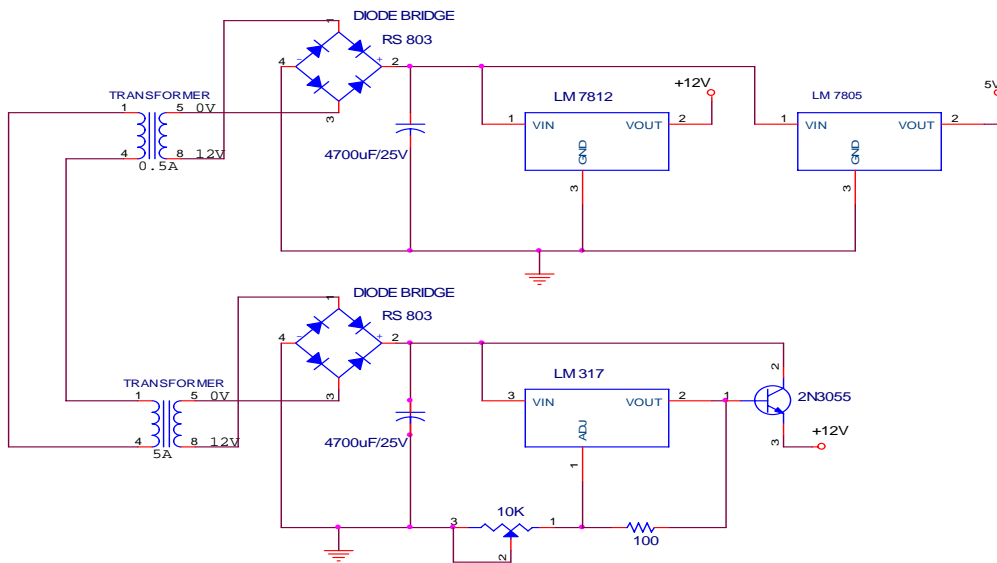 DIODE BRIDGE
RS 803
1
4
-
+
2
3
TRANSFORMER
1
5
0V
4
8
12V
0.5A
4700uF/25V
LM 7812
+12V
1
VIN
VOUT
2
GND
3
LM 7805
5V
1
VIN
VOUT
2
GND
3
DIODE BRIDGE
RS 803
1
4
-
+
2
3
TRANSFORMER
1
5
0V
4
8
12V
5A
4700uF/25V
LM 317
3
VIN
VOUT
2
ADJ
1
1
2
2N3055
3
+12V
10K
3
1
2
100